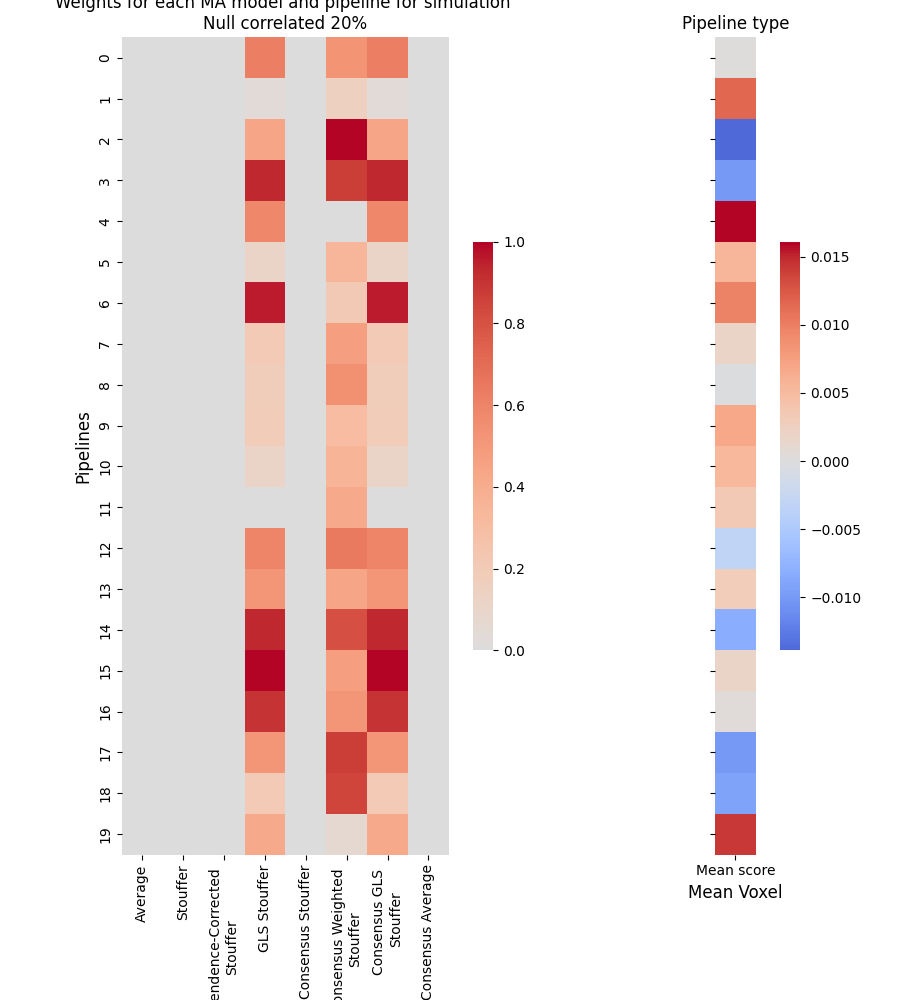 Weights for each MA model and pipeline for simulation
Null correlated 20%
Pipeline type
Pipelines
0
1
2
3
4
5
6
7
8
9
10
11
12
13
14
15
16
17
18
19
1.0
0.8
0.6
0.4
0.2
0.0
0.015
0.010
0.005
0.000
−0.005
−0.010
Average
Stouffer
endence-Corrected
Stouffer
GLS Stouffer
Consensus Stouffer
onsensus Weighted
Stouffer
Consensus GLS
Stouffer
Consensus Average
Mean score
Mean Voxel